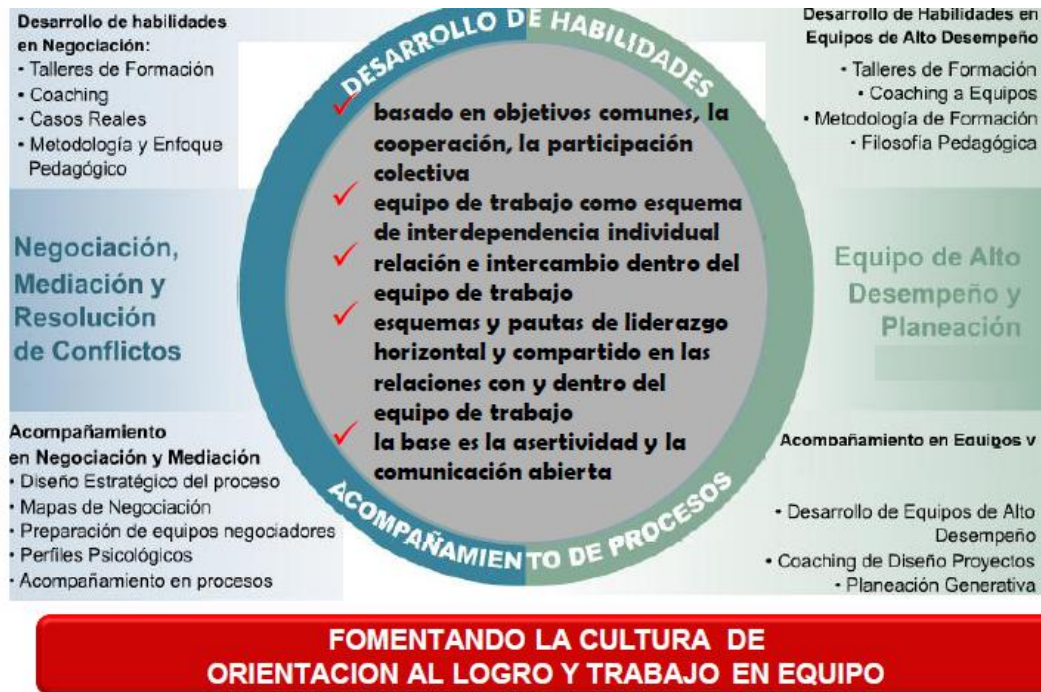 Desarrollo de habilidades
en Negociación:
• Talleres de Formación
• Coaching
• Casos Reales
• Metodología y Enfoque
Pedagógico
Negociación,
Mediación y
Resolución
de Conflictos
Acompañamiento
en Negociación y Mediación
• Diseño Estratégico del proceso
• Mapas de Negociación
• Preparación de equipos negociadores
• Perfiles Psicológicos
• Acompañamiento en procesos
DESARROLLO DE HABILIDADES
✓ basado en objetivos comunes, la
cooperación, la participación
colectiva
✓ equipo de trabajo como esquema
de interdependencia individual
✓ relación e intercambio dentro del
equipo de trabajo
✓ esquemas y pautas de liderazgo
horizontal y compartido en las
relaciones con y dentro del
equipo de trabajo
✓ la base es la asertividad y la
comunicación abierta
ACOMPAÑAMIENTO DE PROCESOS
Desarrollo de Habilidades en
Equipos de Alto Desempeño
• Talleres de Formación
• Coaching a Equipos
• Metodología de Formación
• Filosofía Pedagógica
Equipo de Alto
Desempeño y
Planeación
Acompañamiento en Equipos y
• Desarrollo de Equipos de Alto
Desempeño
• Coaching de Diseño Proyectos
• Planeación Generativa
FOMENTANDO LA CULTURA DE
ORIENTACION AL LOGRO Y TRABAJO EN EQUIPO